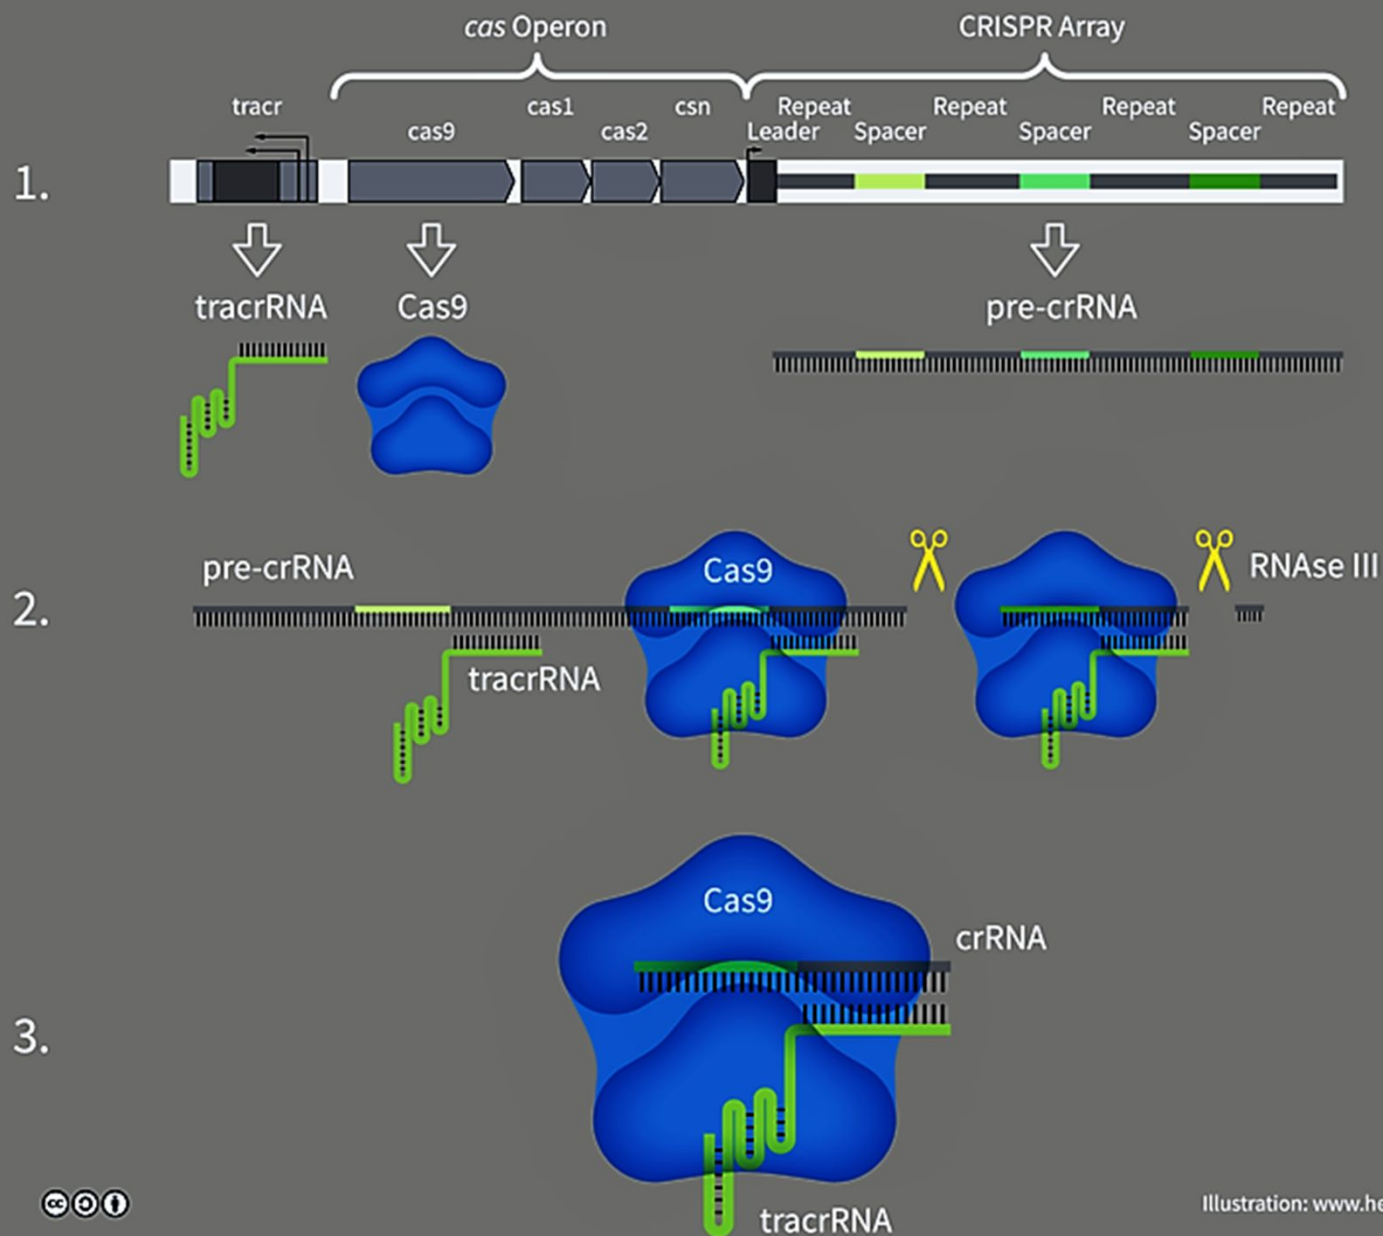 cas Operon
CRISPR Array
tracr
cas9
cas1
cas2
csn
Leader
Repeat
Spacer
Repeat
Spacer
Repeat
Spacer
Repeat
1.
tracrRNA
Cas9
pre-crRNA
2.
pre-crRNA
tracrRNA
Cas9
RNAse III
3.
Cas9
crRNA
tracrRNA
cc
Illustration: www.he